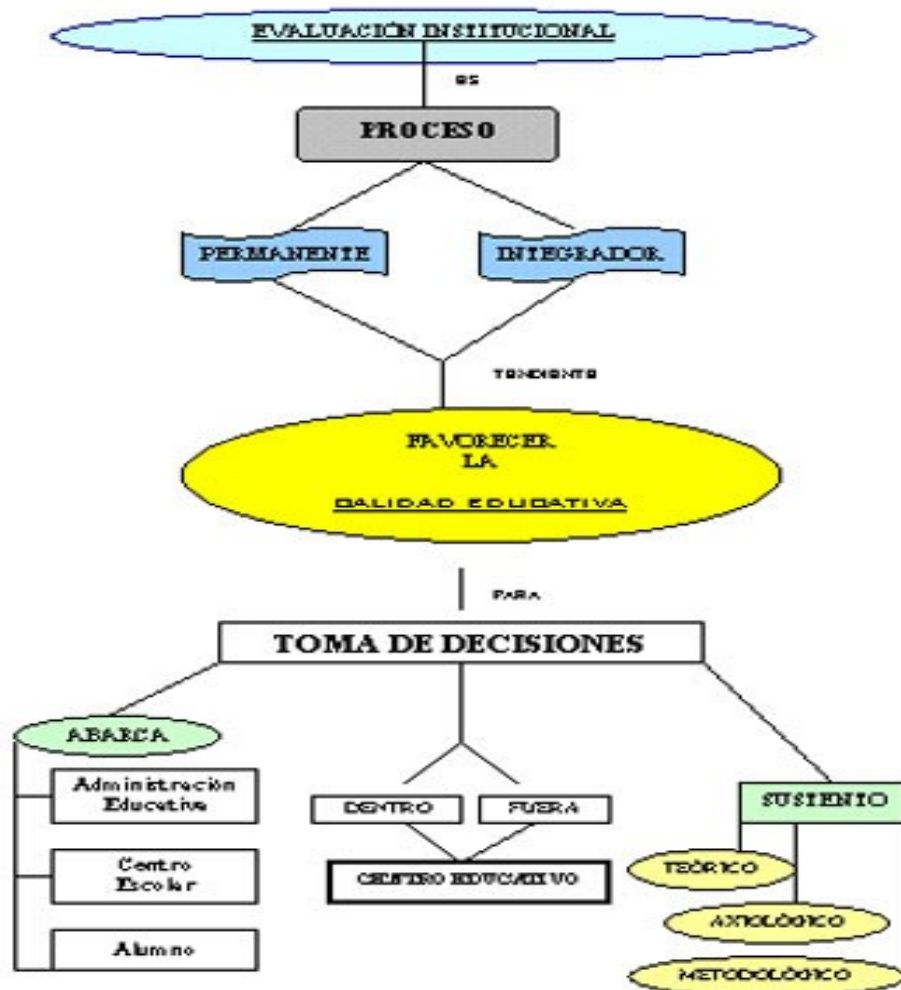 EVALUACIÓN INSTITUCIONAL
ES
PROCESO
PERMANENTE
INTEGRADOR
TENDIENTE
FAVORECER
LA
CALIDAD EDUCATIVA
PARA
TOMA DE DECISIONES
ABARCA
Administración
Educativa
Centro
Escolar
Alumno
DENTRO
FUERA
CENTRO EDUCATIVO
SUSTENTO
TEÓRICO
AXIOLÓGICO
METODOLÓGICO